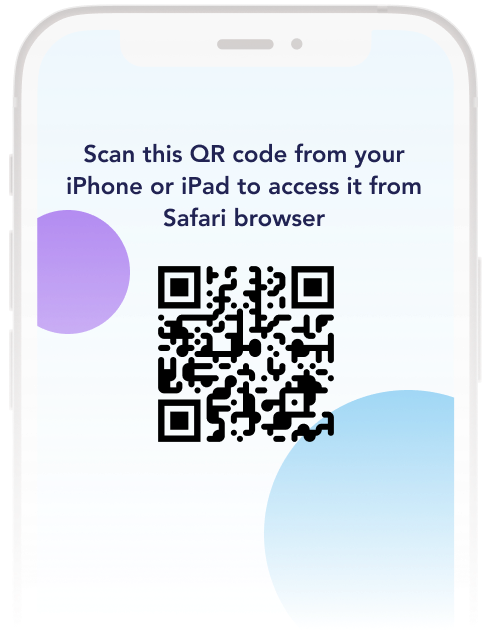 Scan this QR code from your
iPhone or iPad to access it from
Safari browser